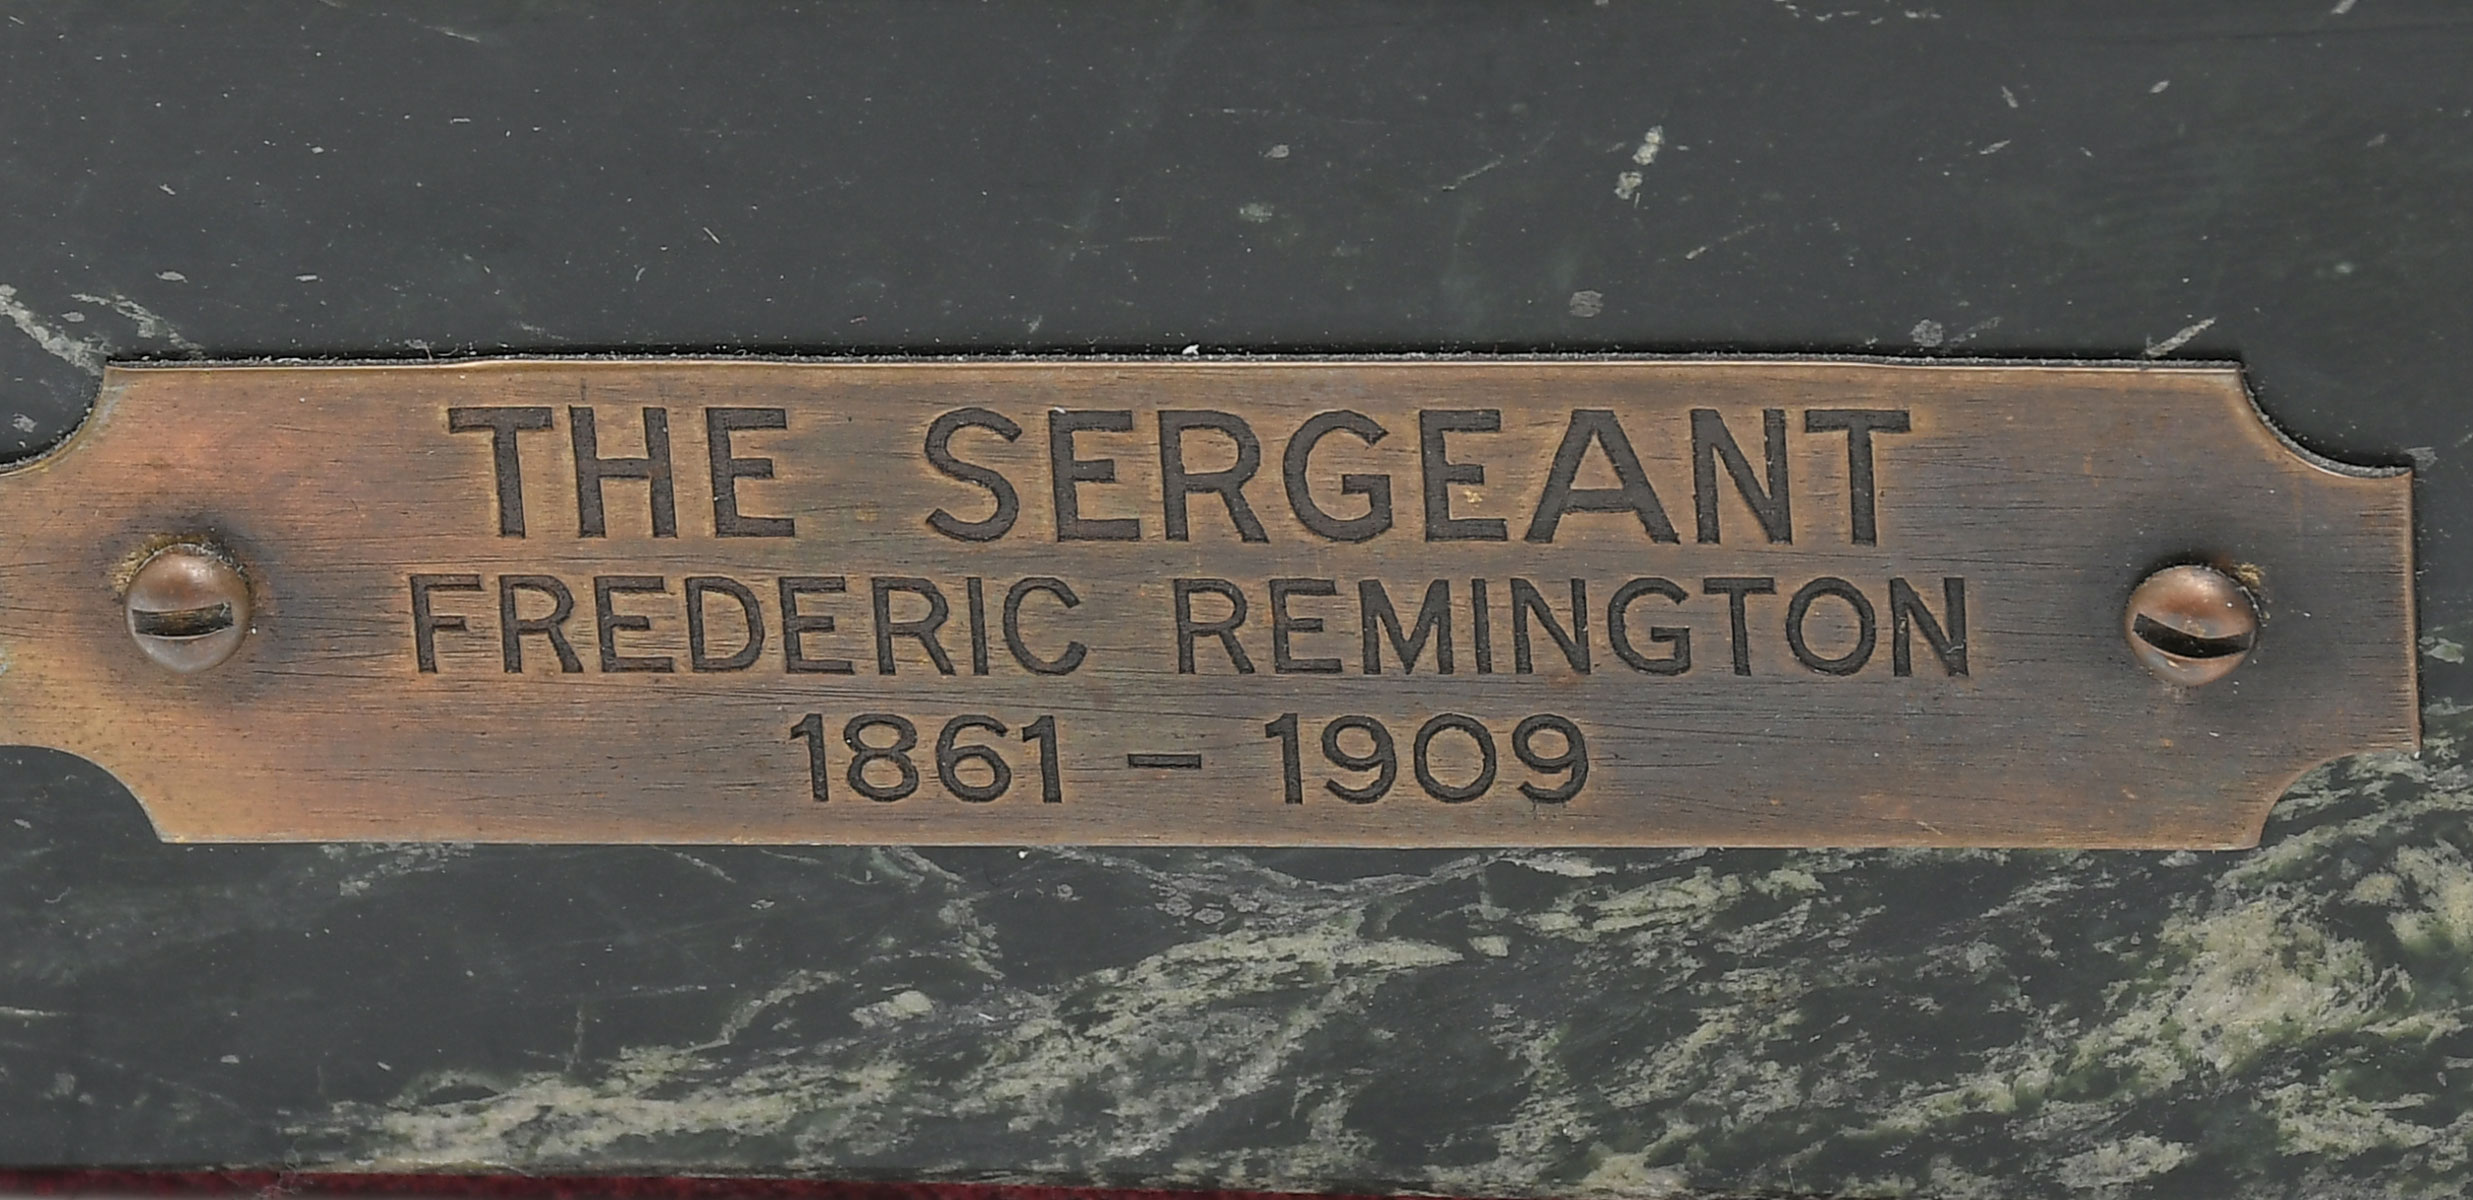 THE SERGEANT
FREDERIC REMINGTON
1861 – 1909